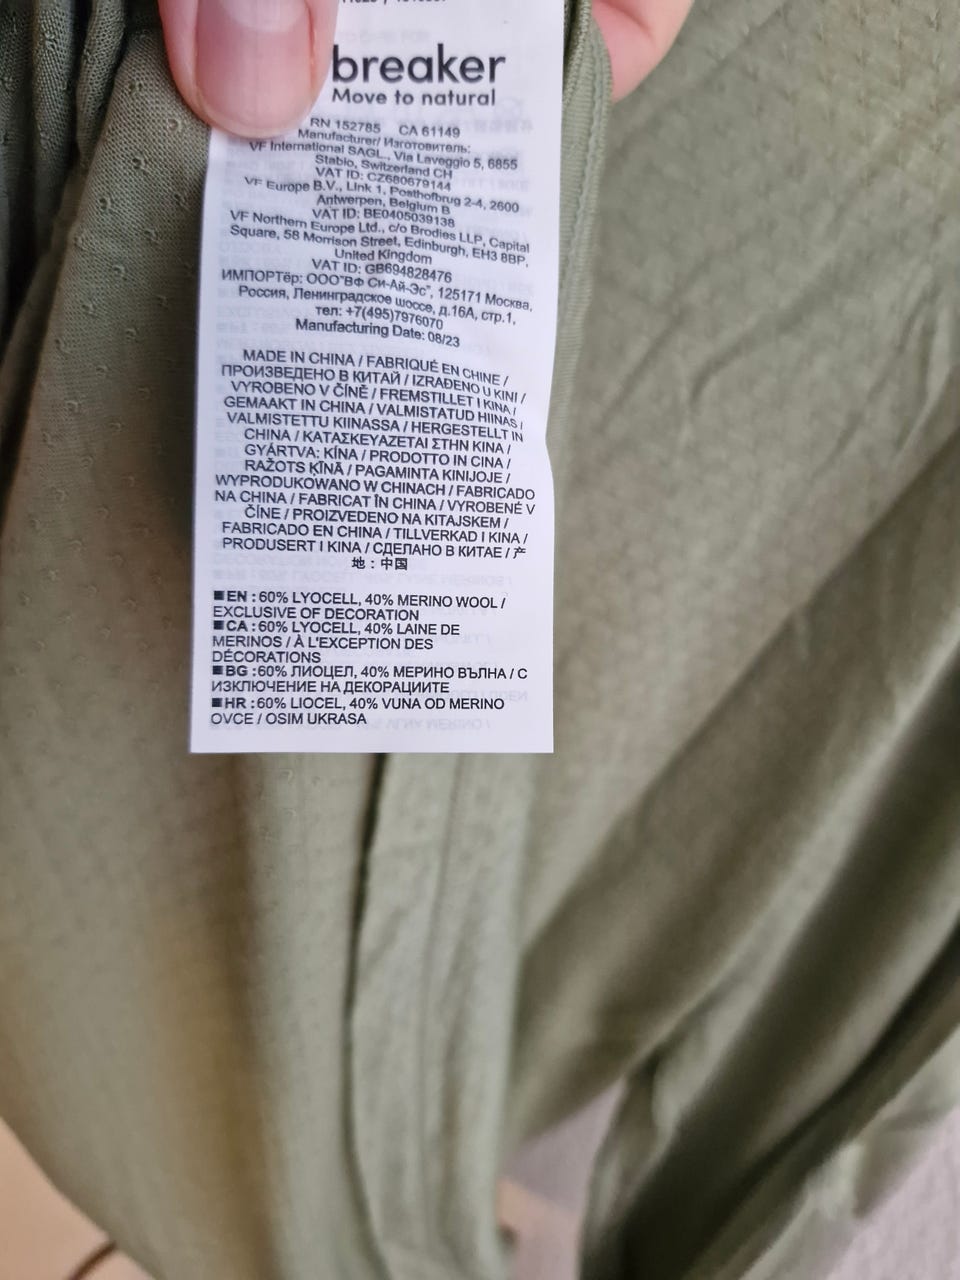 breaker
Move to natural
RN 152785 CA 61149
Manufacturer/ Изготовитель:
VF International SAGL., Via Laveggio 5, 6855
Stabio, Switzerland CH
VAT ID: CZ680679144
VF Europe B.V., Link 1, Posthofbrug 2-4, 2600
Antwerpen, Belgium B
VAT ID: BE0405039138
VF Northern Europe Ltd., c/o Brodies LLP, Capital
Square, 58 Morrison Street, Edinburgh, EH3 8BP,
United Kingdom
VAT ID: GB694828476
ИМПОРТёр: ООО"ВФ Си-Ай-Эс", 125171 Москва,
Россия, Ленинградское шоссе, д.16А, стр.1,
тел: +7(495)7976070
Manufacturing Date: 08/23
MADE IN CHINA / FABRIQUÉ EN CHINE /
ПРОИЗВЕДЕНО В КИТАЙ / IZRAĐENO U KINI /
VYROBENO V ČÍNĚ / FREMSTILLET I KINA /
GEMAAKT IN CHINA / VALMISTATUD HIINAS /
VALMISTETTU KIINASSA / HERGESTELLT IN
CHINA / ΚΑΤΑΣΚΕΥΑΖΕΤΑΙ ΣΤΗΝ ΚΙΝΑ /
GYÁRTVA: KÍNA / PRODOTTO IN CINA /
RAŽOTS ĶĪNĀ / PAGAMINTA KINIJOJE /
WYPRODUKOWANO W CHINACH / FABRICADO
NA CHINA / FABRICAT ÎN CHINA / VYROBENÉ V
ČÍNE / PROIZVEDENO NA KITAJSKEM /
FABRICADO EN CHINA / TILLVERKAD I KINA /
PRODUSERT I KINA / СДЕЛАНО В КИТАЕ / 产
地：中国
■EN : 60% LYOCELL, 40% MERINO WOOL /
EXCLUSIVE OF DECORATION
■CA : 60% LYOCELL, 40% LAINE DE
MERINOS / À L'EXCEPTION DES
DÉCORATIONS
■BG : 60% ЛИОЦЕЛ, 40% МЕРИНО ВЪЛНА / С
ИЗКЛЮЧЕНИЕ НА ДЕКОРАЦИИТЕ
■HR : 60% LIOCEL, 40% VUNA OD MERINO
OVCE / OSIM UKRASA